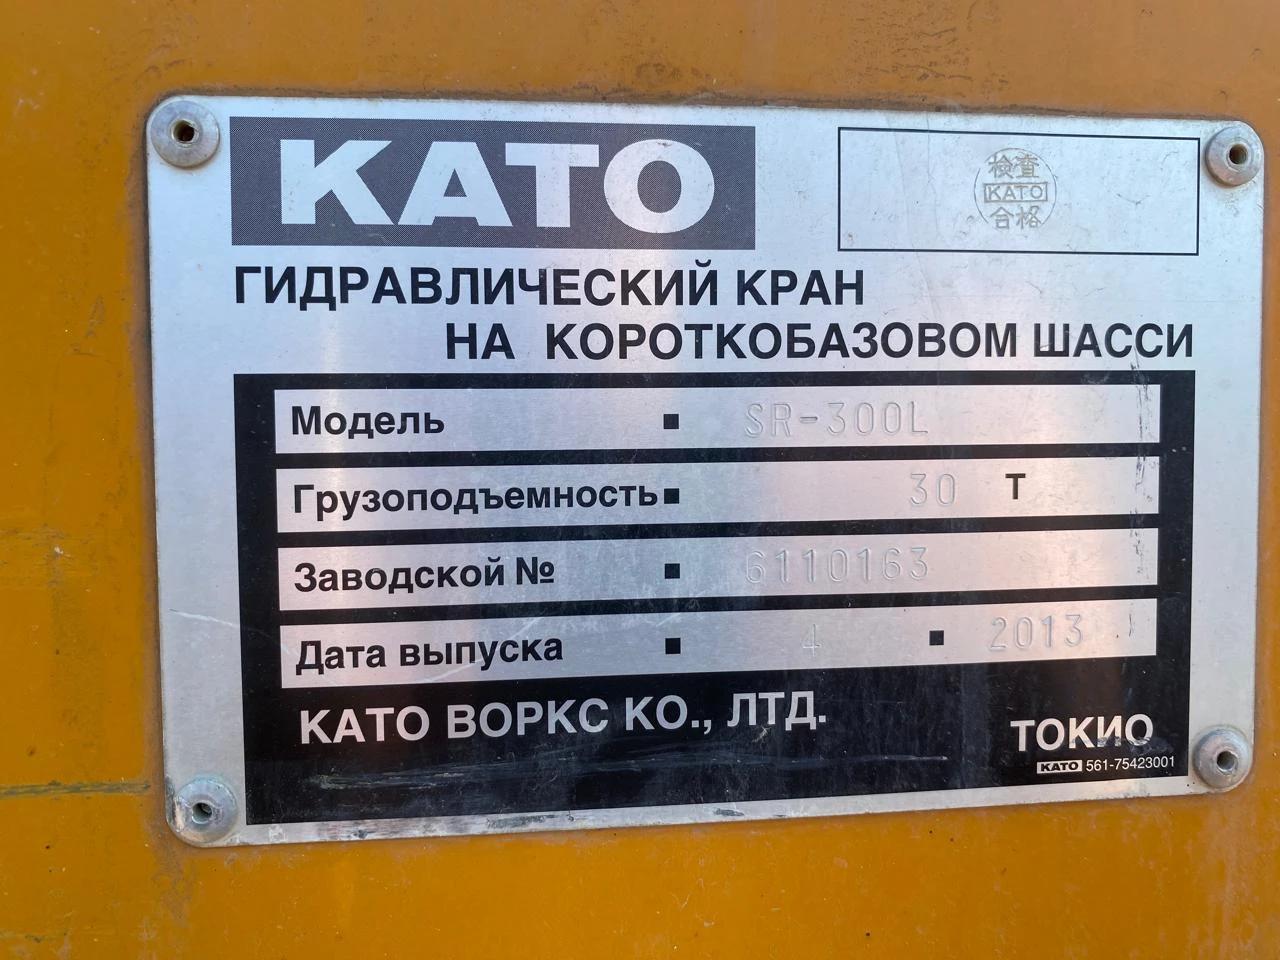 КАТО
検査
KATO
合格
ГИДРАВЛИЧЕСКИЙ КРАН
НА КОРОТКОБАЗОВОМ ШАССИ
Модель ▪ SR-300L
Грузоподъемность ▪ 30 Т
Заводской № ▪ 6110163
Дата выпуска ▪ 4 ▪ 2013
КАТО ВОРКС КО., ЛТД.
ТОКИО
KATO 561-75423001